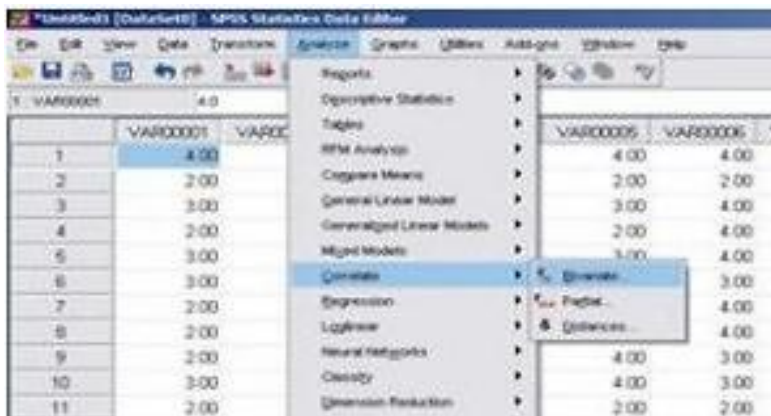 *Untitled1 [DataSet0] - SPSS Statistics Data Editor
File Edit View Data Transform Analyze Graphs Utilities Add-ons Window Help
1 : VAR00001 4.0
Reports
Descriptive Statistics
Tables
RFM Analysis
Compare Means
General Linear Model
Generalized Linear Models
Mixed Models
Correlate
Regression
Loglinear
Neural Networks
Classify
Dimension Reduction
Bivariate...
Partial...
Distances...
VAR00001 VAR00 VAR00005 VAR00006
1 4.00 4.00 4.00
2 2.00 2.00 2.00
3 3.00 3.00 4.00
4 2.00 2.00 4.00
5 3.00 3.00 4.00
6 3.00 3.00
7 2.00 4.00
8 2.00 4.00
9 2.00 4.00 3.00
10 3.00 4.00 3.00
11 2.00 2.00 2.00